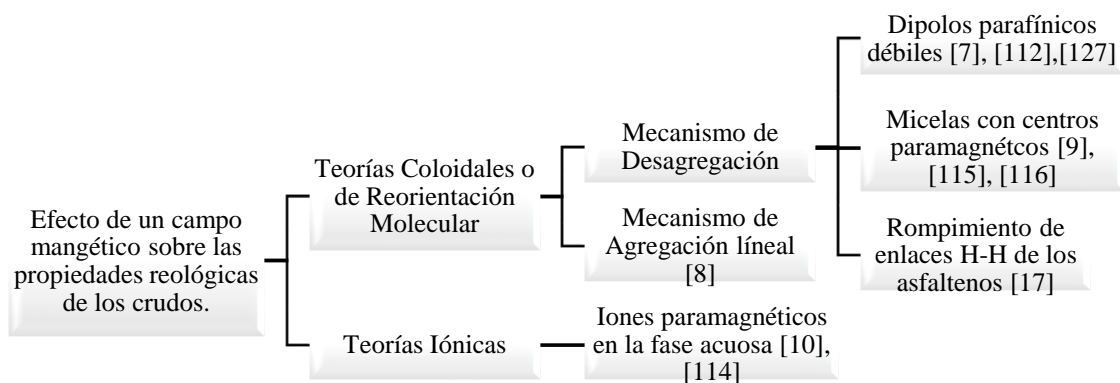 Efecto de un campo
mangético sobre las
propiedades reológicas
de los crudos.
Teorías Coloidales o
de Reorientación
Molecular
Mecanismo de
Desagregación
Dipolos parafínicos
débiles [7], [112],[127]
Micelas con centros
paramagnétcos [9],
[115], [116]
Rompimiento de
enlaces H-H de los
asfaltenos [17]
Mecanismo de
Agregación líneal
[8]
Teorías Iónicas
Iones paramagnéticos
en la fase acuosa [10],
[114]